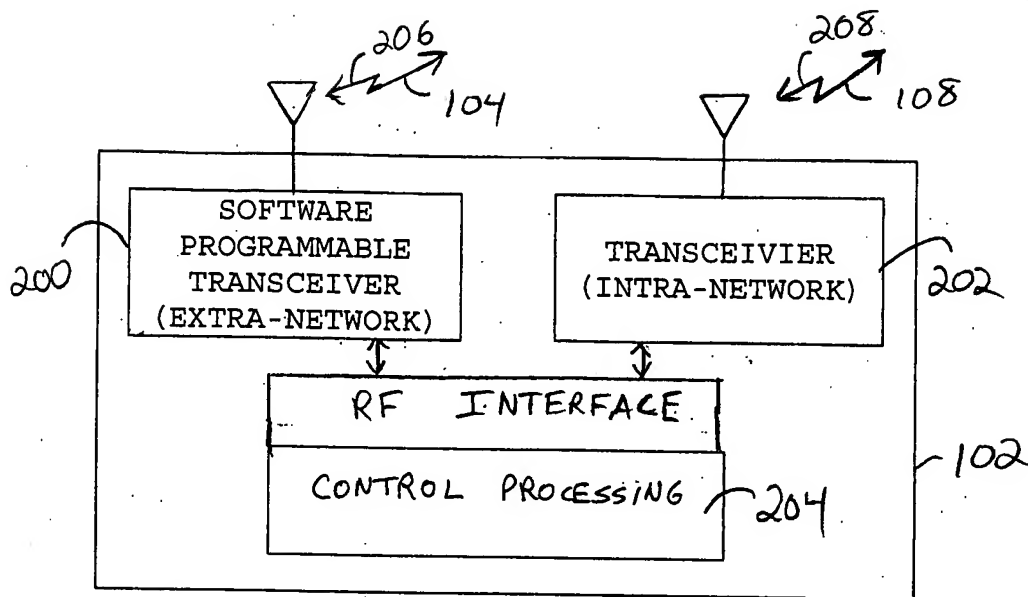 206
104
208
108
SOFTWARE
PROGRAMMABLE
TRANSCEIVER
(EXTRA-NETWORK)
200
TRANSCEIVIER
(INTRA-NETWORK)
202
RF INTERFACE
CONTROL PROCESSING
204
102